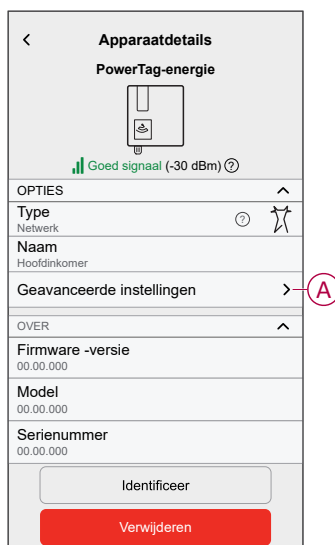 Apparaatdetails
PowerTag-energie
Goed signaal (-30 dBm) ?
OPTIES
Type
?
Netwerk
Naam
Hoofdinkomer
Geavanceerde instellingen
A
OVER
Firmware -versie
00.00.000
Model
00.00.000
Serienummer
00.00.000
Identificeer
Verwijderen